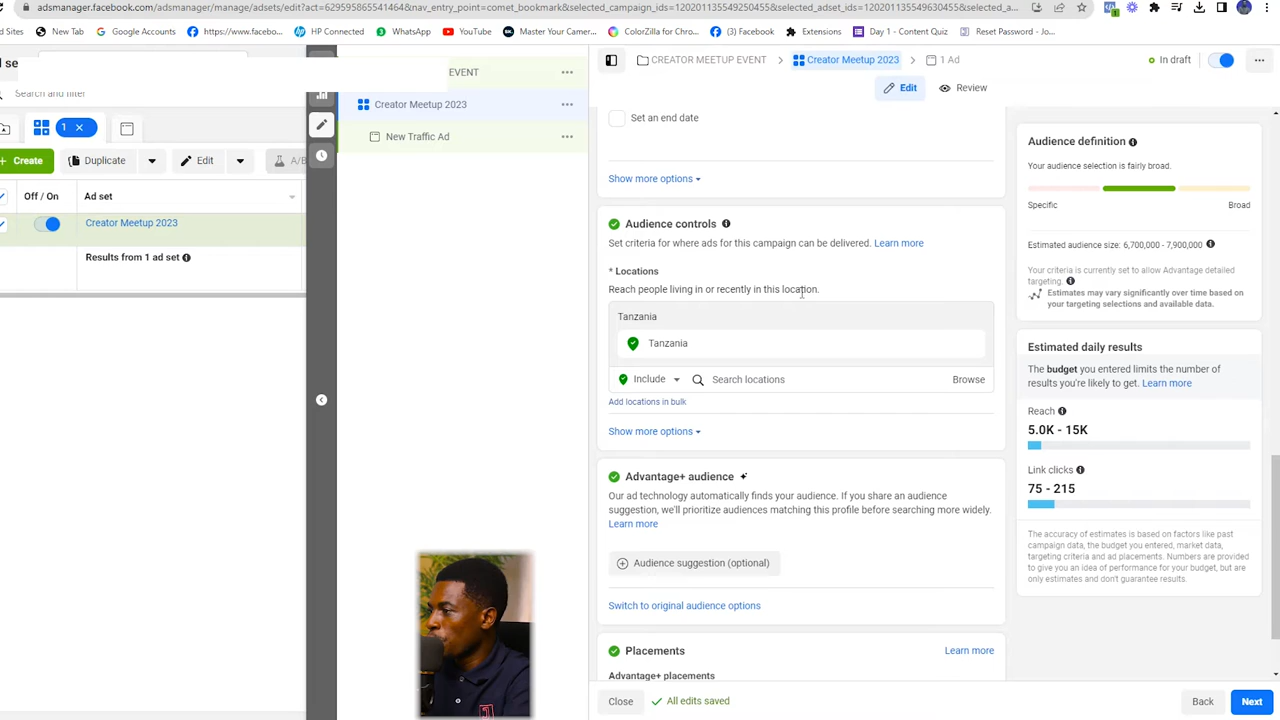 adsmanager.facebook.com/adsmanager/manage/adsets/edit?act=629595865541464&nav_entry_point=comet_bookmark&selected_campaign_ids=120201135549250455&selected_adset_ids=120201135549630455&selected_a...
d Sites
New Tab
Google Accounts
https://www.facebo...
HP Connected
WhatsApp
YouTube
Master Your Camer...
ColorZilla for Chro...
(3) Facebook
Extensions
Day 1 - Content Quiz
Reset Password - Jo...
d se
Search and filter
1
Create
Duplicate
Edit
A/B
Off / On
Ad set
Creator Meetup 2023
Results from 1 ad set
EVENT
Creator Meetup 2023
New Traffic Ad
CREATOR MEETUP EVENT
Creator Meetup 2023
1 Ad
In draft
Edit
Review
Set an end date
Show more options
Audience controls
Set criteria for where ads for this campaign can be delivered. Learn more
* Locations
Reach people living in or recently in this location.
Tanzania
Tanzania
Include
Search locations
Browse
Add locations in bulk
Show more options
Advantage+ audience
Our ad technology automatically finds your audience. If you share an audience
suggestion, we'll prioritize audiences matching this profile before searching more widely.
Learn more
Audience suggestion (optional)
Switch to original audience options
Placements
Learn more
Advantage+ placements
Close
All edits saved
Back
Next
Audience definition
Your audience selection is fairly broad.
Specific
Broad
Estimated audience size: 6,700,000 - 7,900,000
Your criteria is currently set to allow Advantage detailed
targeting.
Estimates may vary significantly over time based on
your targeting selections and available data.
Estimated daily results
The budget you entered limits the number of
results you're likely to get. Learn more
Reach
5.0K - 15K
Link clicks
75 - 215
The accuracy of estimates is based on factors like past
campaign data, the budget you entered, market data,
targeting criteria and ad placements. Numbers are provided
to give you an idea of performance for your budget, but are
only estimates and don't guarantee results.